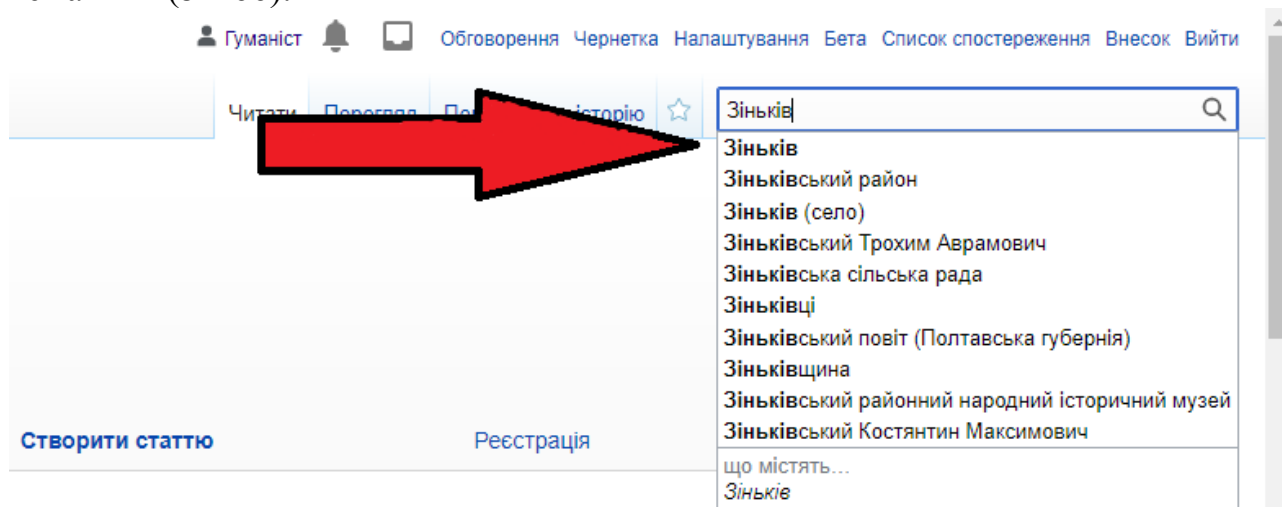 Гуманіст Обговорення Чернетка Налаштування Бета Список спостереження Внесок Вийти
Читати історію Зіньків
Зіньків
Зіньківський район
Зіньків (село)
Зіньківський Трохим Аврамович
Зіньківська сільська рада
Зіньківці
Зіньківський повіт (Полтавська губернія)
Зіньківщина
Зіньківський районний народний історичний музей
Зіньківський Костянтин Максимович
Створити статтю Реєстрація
що містять...
Зіньків